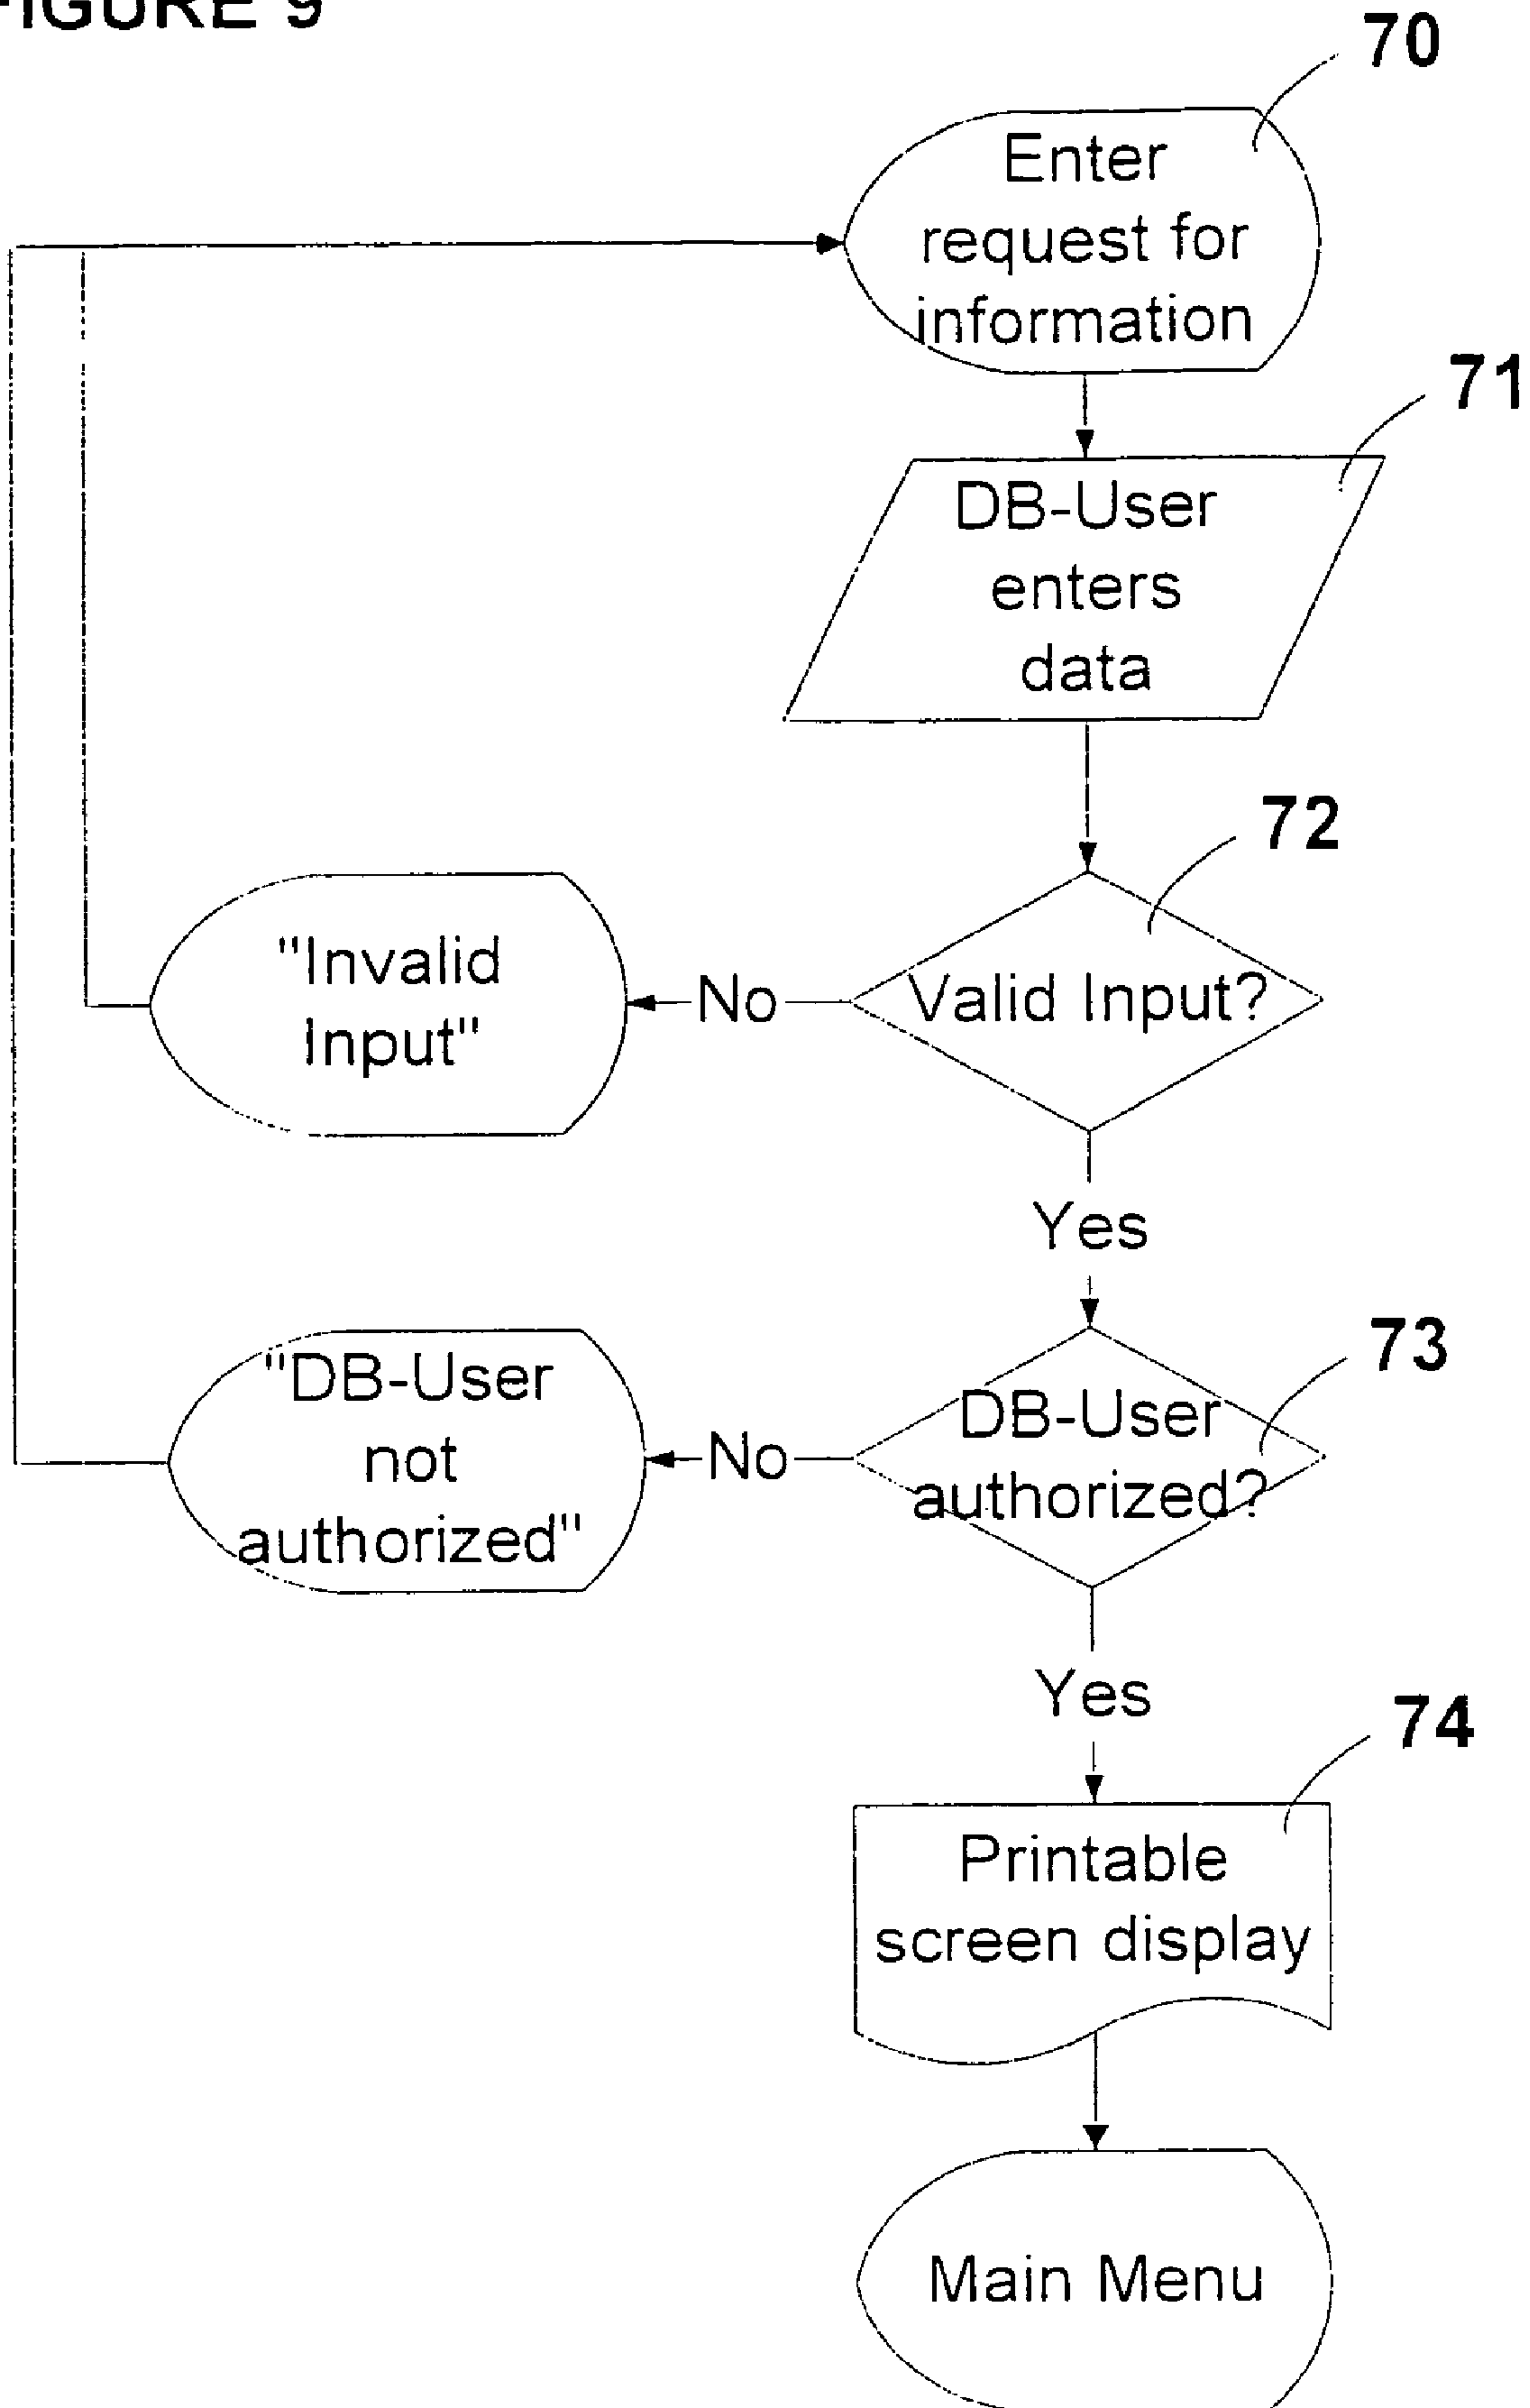 FIGURE 9
70
Enter
request for
information
71
DB-User
enters
data
72
Valid Input?
No
"Invalid
Input"
Yes
73
DB-User
authorized?
No
"DB-User
not
authorized"
Yes
74
Printable
screen display
Main Menu